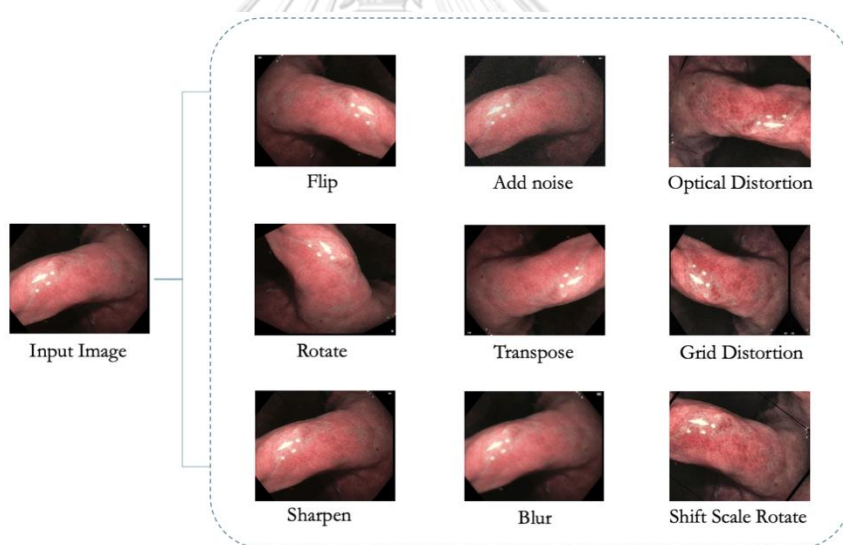 Flip
Add noise
Optical Distortion
Input Image
Rotate
Transpose
Grid Distortion
Sharpen
Blur
Shift Scale Rotate